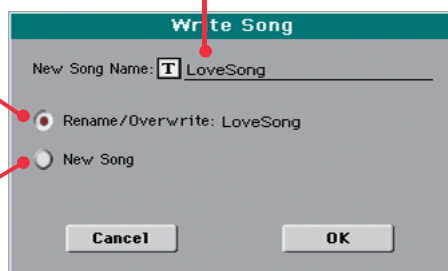 Write Song
New Song Name: T LoveSong
Rename/Overwrite: LoveSong
New Song
Cancel OK